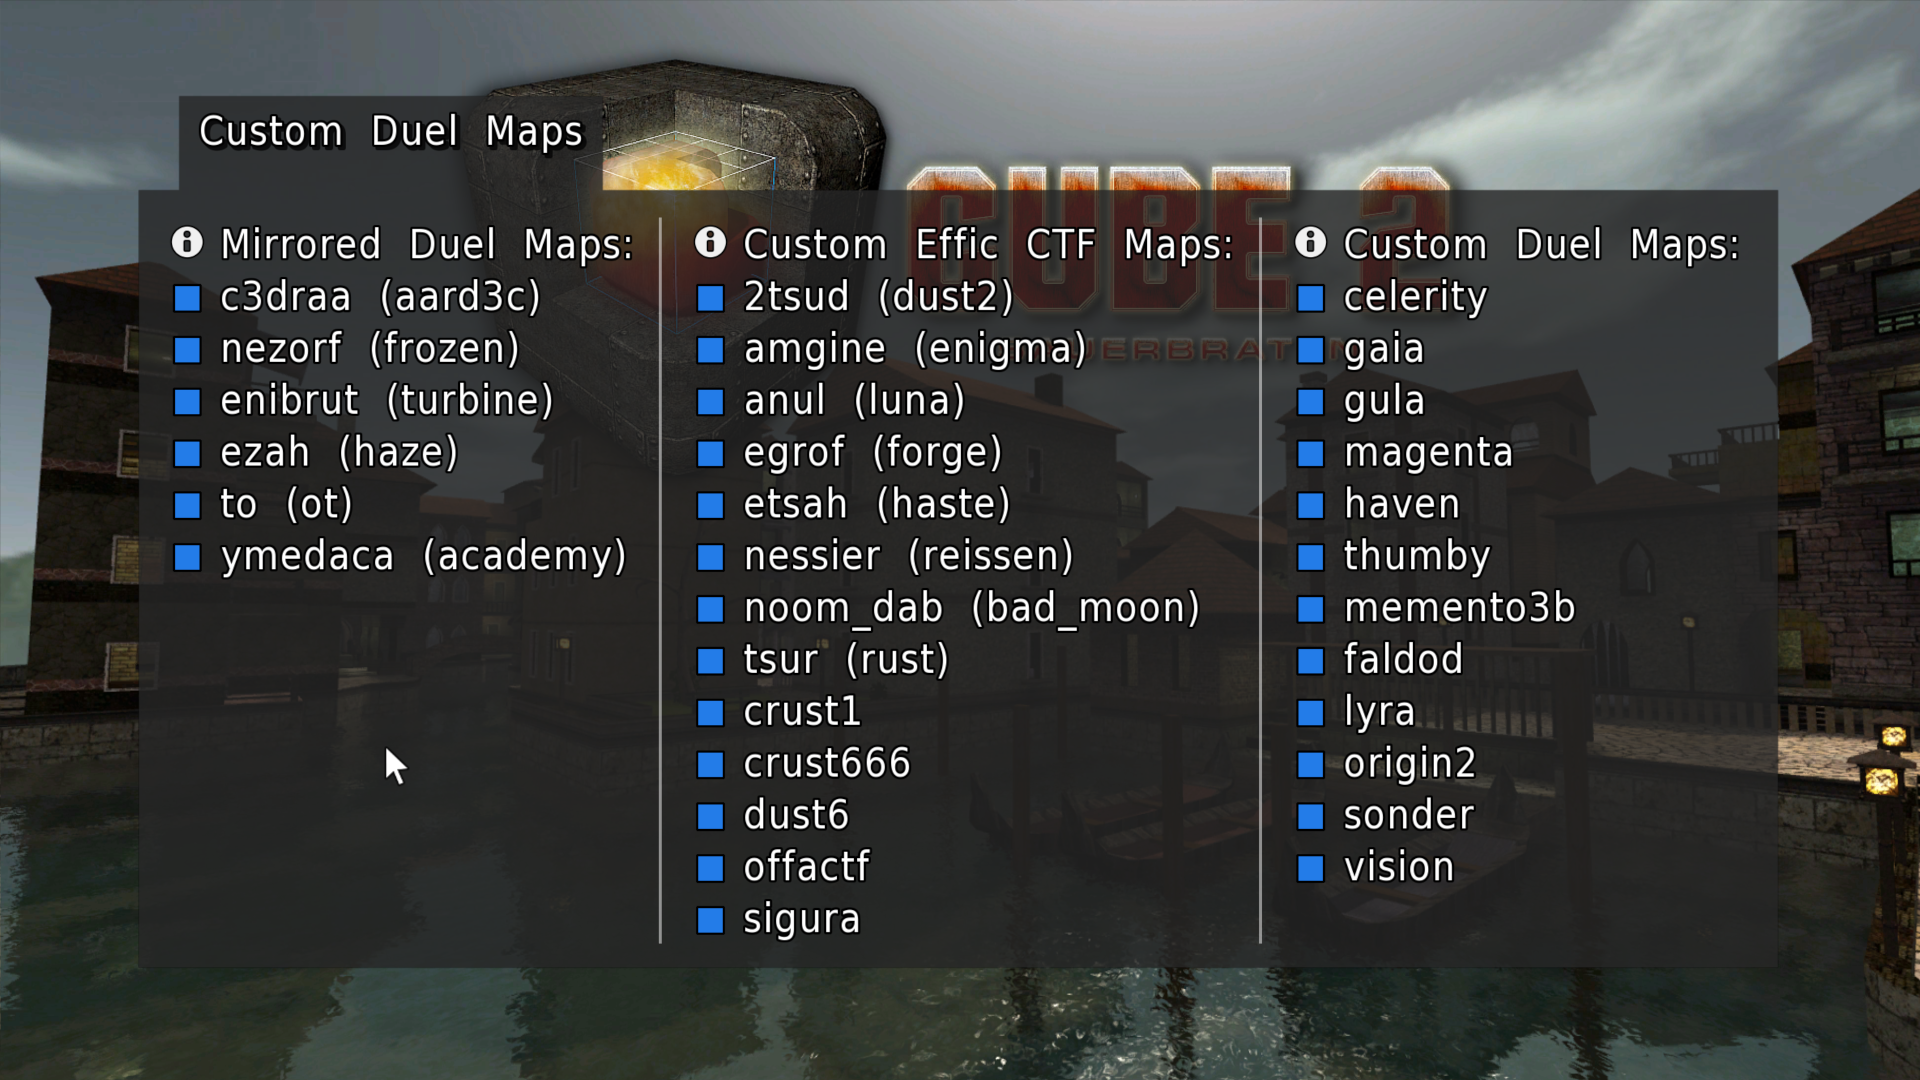 Custom Duel Maps
CUBE 2
Mirrored Duel Maps:
c3draa (aard3c)
nezorf (frozen)
enibrut (turbine)
ezah (haze)
to (ot)
ymedaca (academy)
Custom Effic CTF Maps:
2tsud (dust2)
amgine (enigma)
anul (luna)
egrof (forge)
etsah (haste)
nessier (reissen)
noom_dab (bad_moon)
tsur (rust)
crust1
crust666
dust6
offactf
sigura
Custom Duel Maps:
celerity
gaia
gula
magenta
haven
thumby
memento3b
faldod
lyra
origin2
sonder
vision